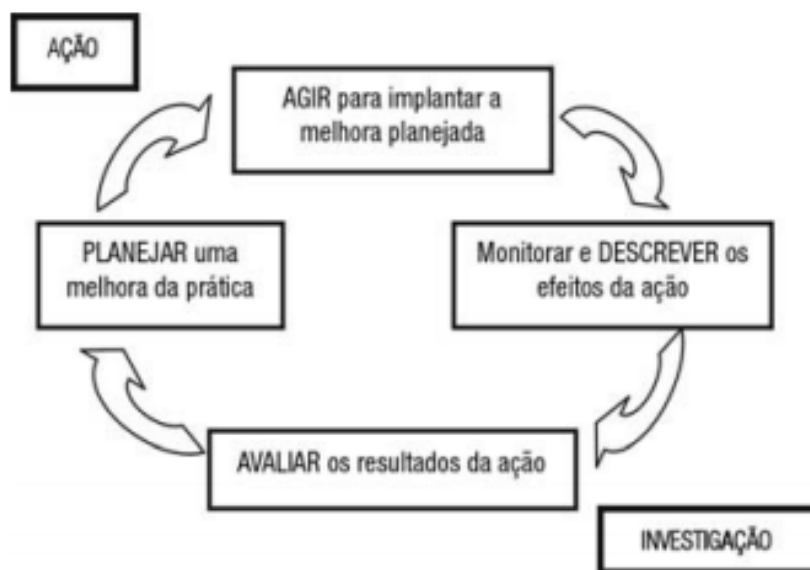 AÇÃO
AGIR para implantar a
melhora planejada
PLANEJAR uma
melhora da prática
Monitorar e DESCREVER os
efeitos da ação
AVALIAR os resultados da ação
INVESTIGAÇÃO